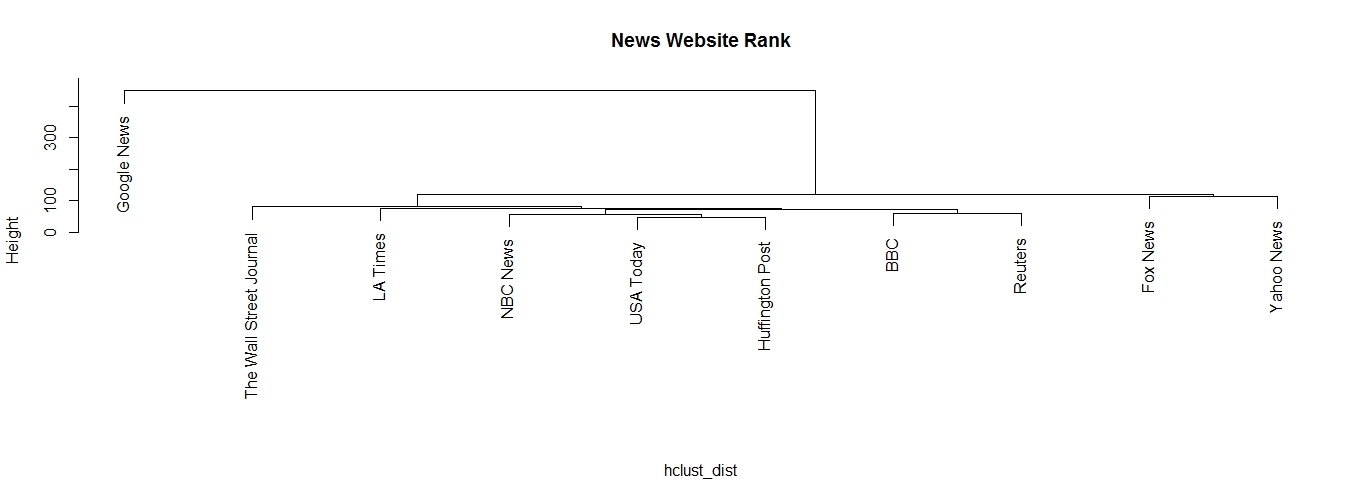 News Website Rank
Height
0
100
300
Google News
The Wall Street Journal
LA Times
NBC News
USA Today
Huffington Post
BBC
Reuters
Fox News
Yahoo News
hclust_dist